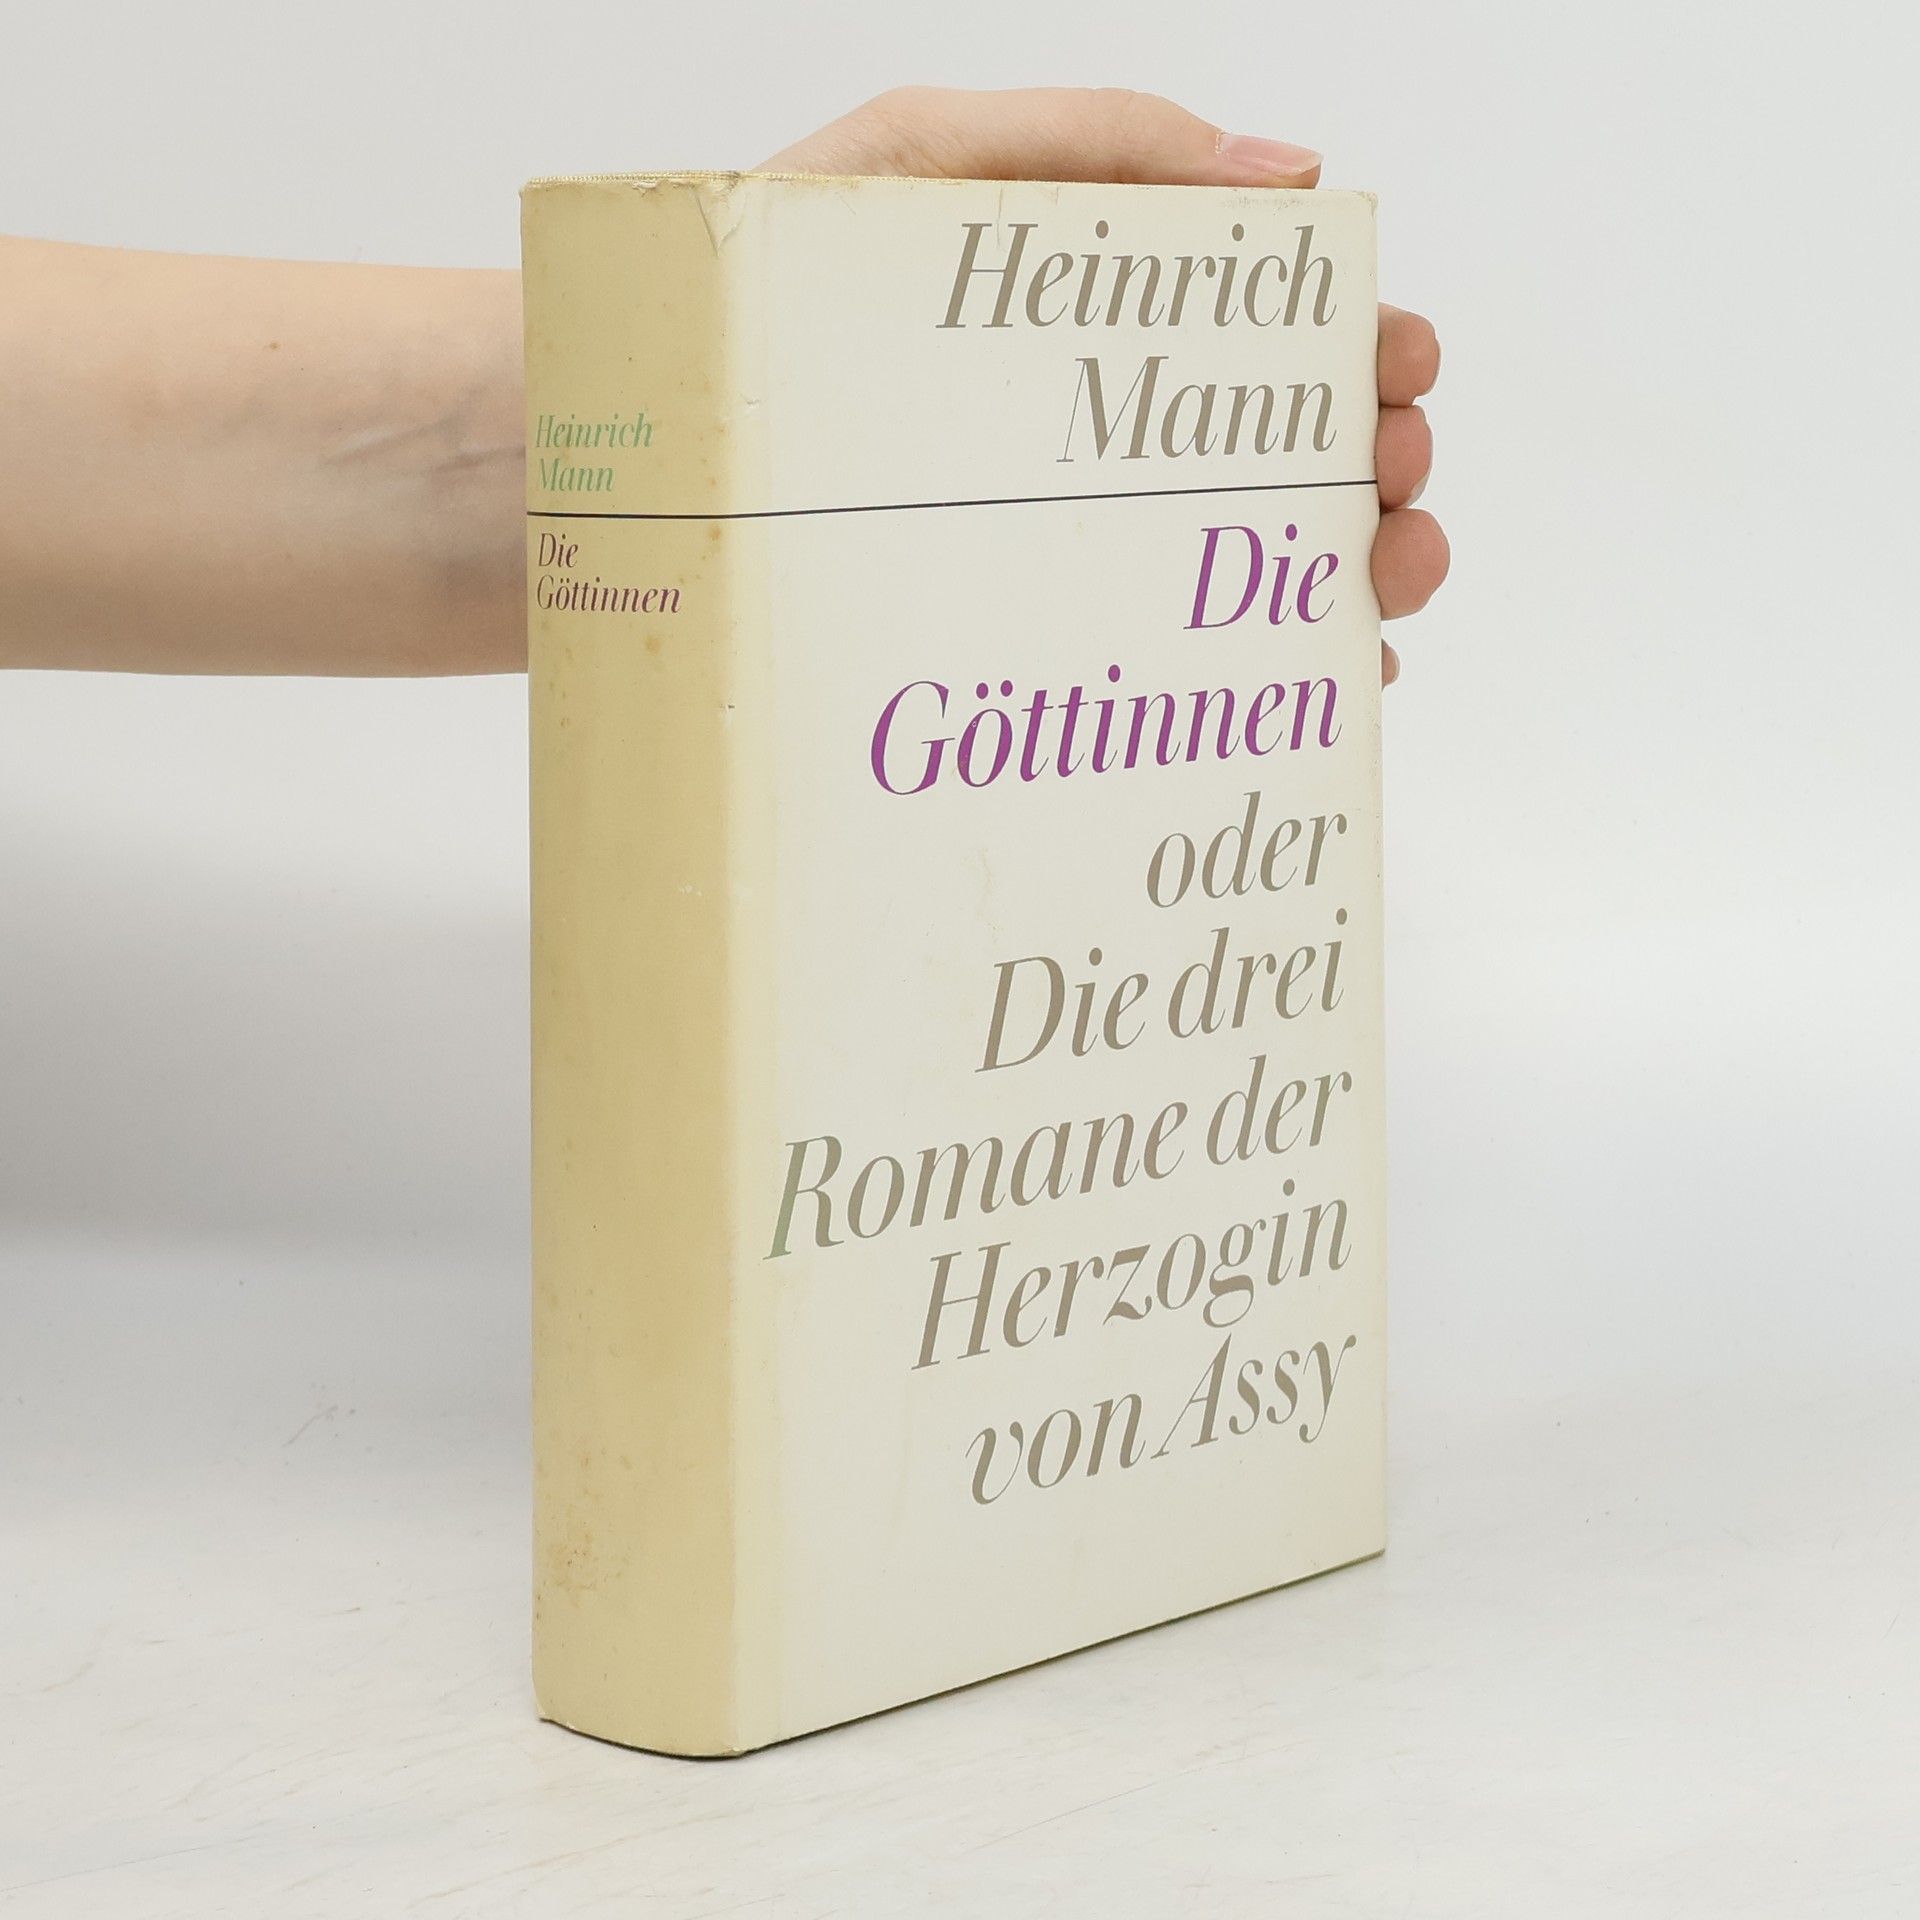 Heinrich
Mann
Die
Göttinnen
Heinrich
Mann
Die
Göttinnen
oder
Die drei
Romane der
Herzogin
von Assy